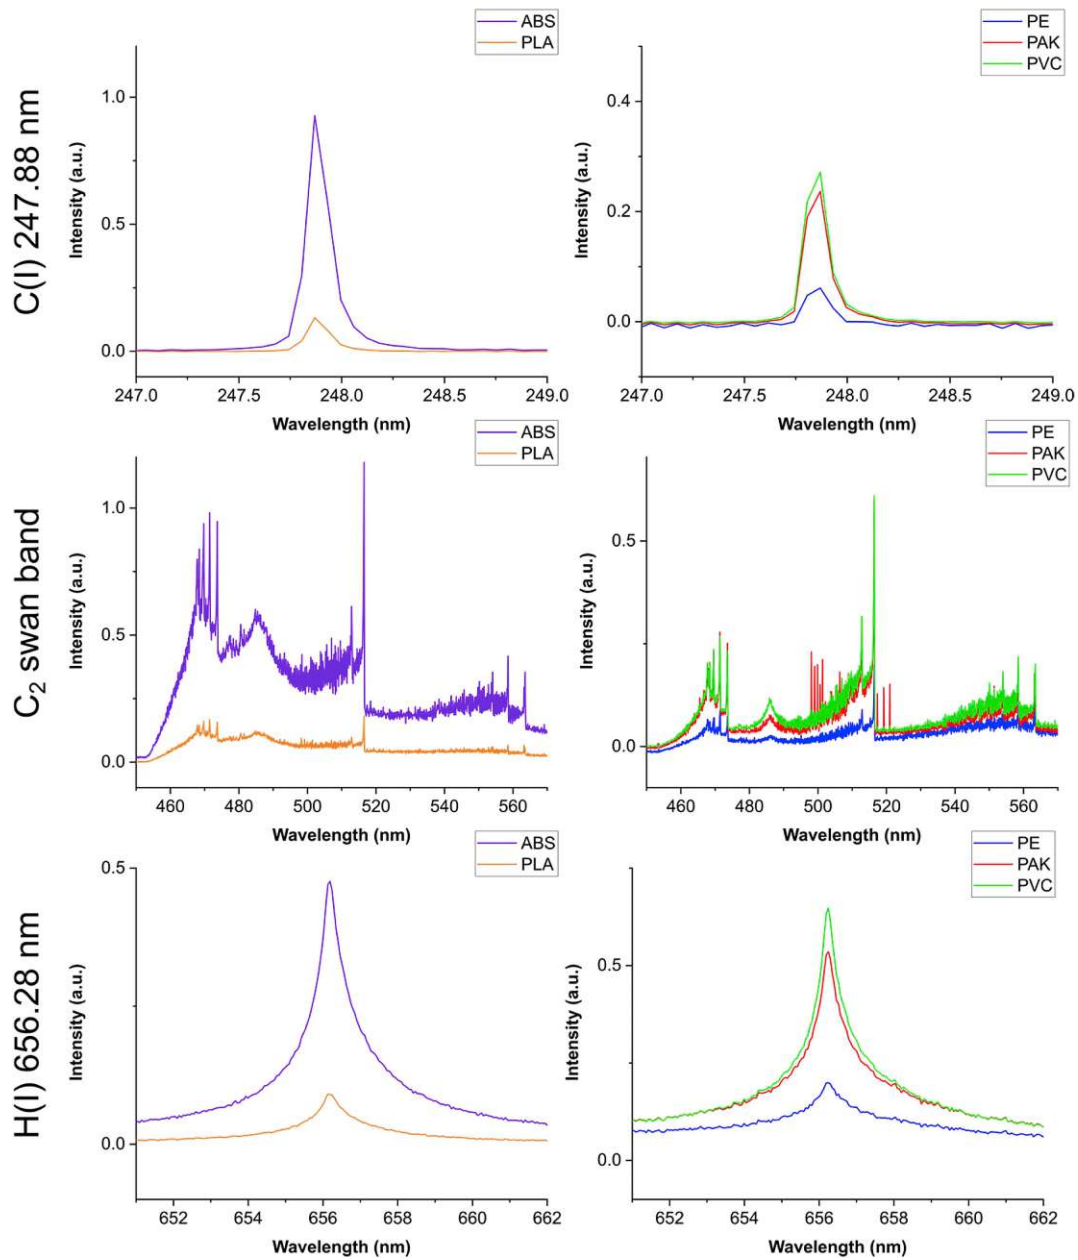 C(I) 247.88 nm
ABS
PLA
1.0
0.5
0.0
Intensity (a.u.)
247.0 247.5 248.0 248.5 249.0
Wavelength (nm)
PE
PAK
PVC
0.4
0.2
0.0
Intensity (a.u.)
247.0 247.5 248.0 248.5 249.0
Wavelength (nm)
C₂ swan band
ABS
PLA
1.0
0.5
0.0
Intensity (a.u.)
460 480 500 520 540 560
Wavelength (nm)
PE
PAK
PVC
0.5
0.0
Intensity (a.u.)
460 480 500 520 540 560
Wavelength (nm)
H(I) 656.28 nm
ABS
PLA
0.5
0.0
Intensity (a.u.)
652 654 656 658 660 662
Wavelength (nm)
PE
PAK
PVC
0.5
0.0
Intensity (a.u.)
652 654 656 658 660 662
Wavelength (nm)